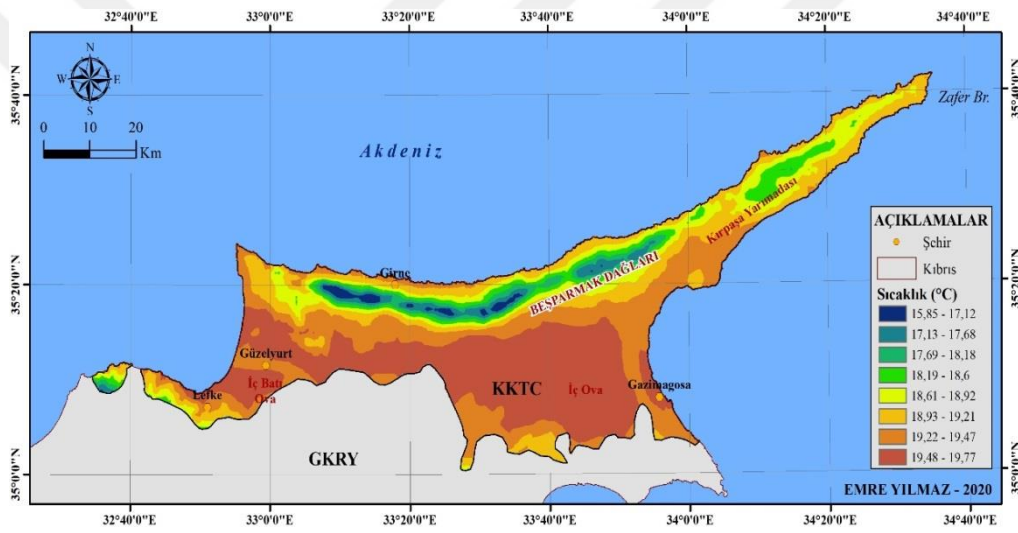 32°40'0"E 33°0'0"E 33°20'0"E 33°40'0"E 34°0'0"E 34°20'0"E 34°40'0"E
N
W E
S
0 10 20
Km
35°40'0"N
35°40'0"N
Zafer Br.
Akdeniz
Kırpaşa Yarımadası
Girne
BEŞPARMAK DAĞLARI
35°20'0"N
35°20'0"N
Güzelyurt
İç Batı
Ova
Lefke
KKTC
İç Ova
Gazimagosa
GKRY
35°0'0"N
35°0'0"N
AÇIKLAMALAR
Şehir
Kıbrıs
Sıcaklık (°C)
15,85 - 17,12
17,13 - 17,68
17,69 - 18,18
18,19 - 18,6
18,61 - 18,92
18,93 - 19,21
19,22 - 19,47
19,48 - 19,77
EMRE YILMAZ - 2020
32°40'0"E 33°0'0"E 33°20'0"E 33°40'0"E 34°0'0"E 34°20'0"E 34°40'0"E